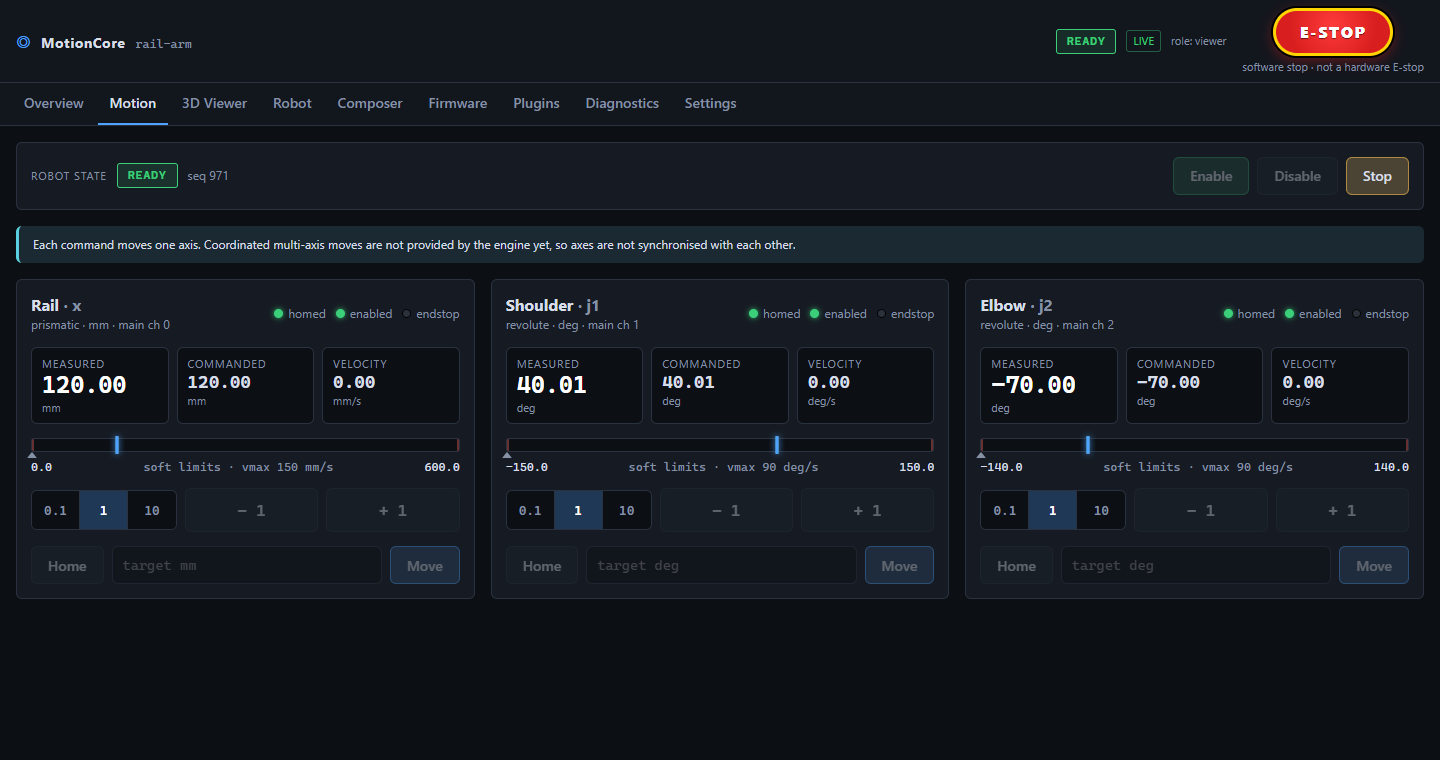 MotionCore rail-arm
READY LIVE role: viewer E-STOP
software stop · not a hardware E-stop
Overview Motion 3D Viewer Robot Composer Firmware Plugins Diagnostics Settings
ROBOT STATE READY seq 971 Enable Disable Stop
Each command moves one axis. Coordinated multi-axis moves are not provided by the engine yet, so axes are not synchronised with each other.
Rail · x
prismatic · mm · main ch 0
homed enabled endstop
MEASURED COMMANDED VELOCITY
120.00 120.00 0.00
mm mm mm/s
0.0 soft limits · vmax 150 mm/s 600.0
0.1 1 10 − 1 + 1
Home target mm Move
Shoulder · j1
revolute · deg · main ch 1
homed enabled endstop
MEASURED COMMANDED VELOCITY
40.01 40.01 0.00
deg deg deg/s
−150.0 soft limits · vmax 90 deg/s 150.0
0.1 1 10 − 1 + 1
Home target deg Move
Elbow · j2
revolute · deg · main ch 2
homed enabled endstop
MEASURED COMMANDED VELOCITY
−70.00 −70.00 0.00
deg deg deg/s
−140.0 soft limits · vmax 90 deg/s 140.0
0.1 1 10 − 1 + 1
Home target deg Move